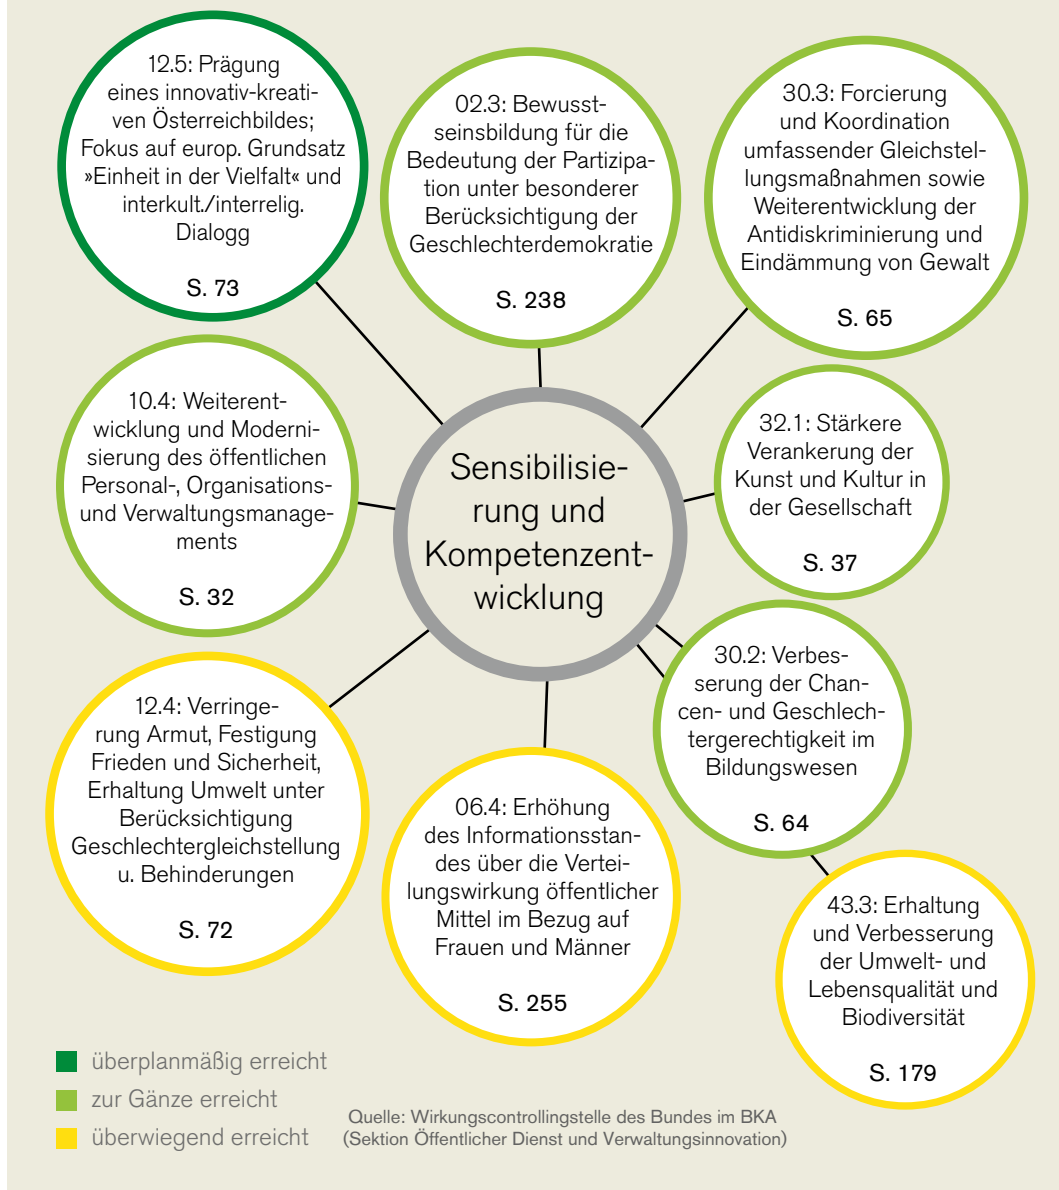 12.5: Prägung
eines innovativ-kreati-
ven Österreichbildes;
Fokus auf europ. Grundsatz
»Einheit in der Vielfalt« und
interkult./interrelig.
Dialogg
S. 73
02.3: Bewusst-
seinsbildung für die
Bedeutung der Partizipa-
tion unter besonderer
Berücksichtigung der
Geschlechterdemokratie
S. 238
30.3: Forcierung
und Koordination
umfassender Gleichstel-
lungsmaßnahmen sowie
Weiterentwicklung der
Antidiskriminierung und
Eindämmung von Gewalt
S. 65
10.4: Weiterent-
wicklung und Moderni-
sierung des öffentlichen
Personal-, Organisations-
und Verwaltungsmanage-
ments
S. 32
Sensibilisie-
rung und
Kompetenzent-
wicklung
32.1: Stärkere
Verankerung der
Kunst und Kultur in
der Gesellschaft
S. 37
30.2: Verbes-
serung der Chan-
cen- und Geschlech-
tergerechtigkeit im
Bildungswesen
S. 64
12.4: Verringe-
rung Armut, Festigung
Frieden und Sicherheit,
Erhaltung Umwelt unter
Berücksichtigung
Geschlechtergleichstellung
u. Behinderungen
S. 72
06.4: Erhöhung
des Informationsstan-
des über die Vertei-
lungswirkung öffentlicher
Mittel im Bezug auf
Frauen und Männer
S. 255
43.3: Erhaltung
und Verbesserung
der Umwelt- und
Lebensqualität und
Biodiversität
S. 179
überplanmäßig erreicht
zur Gänze erreicht
überwiegend erreicht
Quelle: Wirkungscontrollingstelle des Bundes im BKA
(Sektion Öffentlicher Dienst und Verwaltungsinnovation)